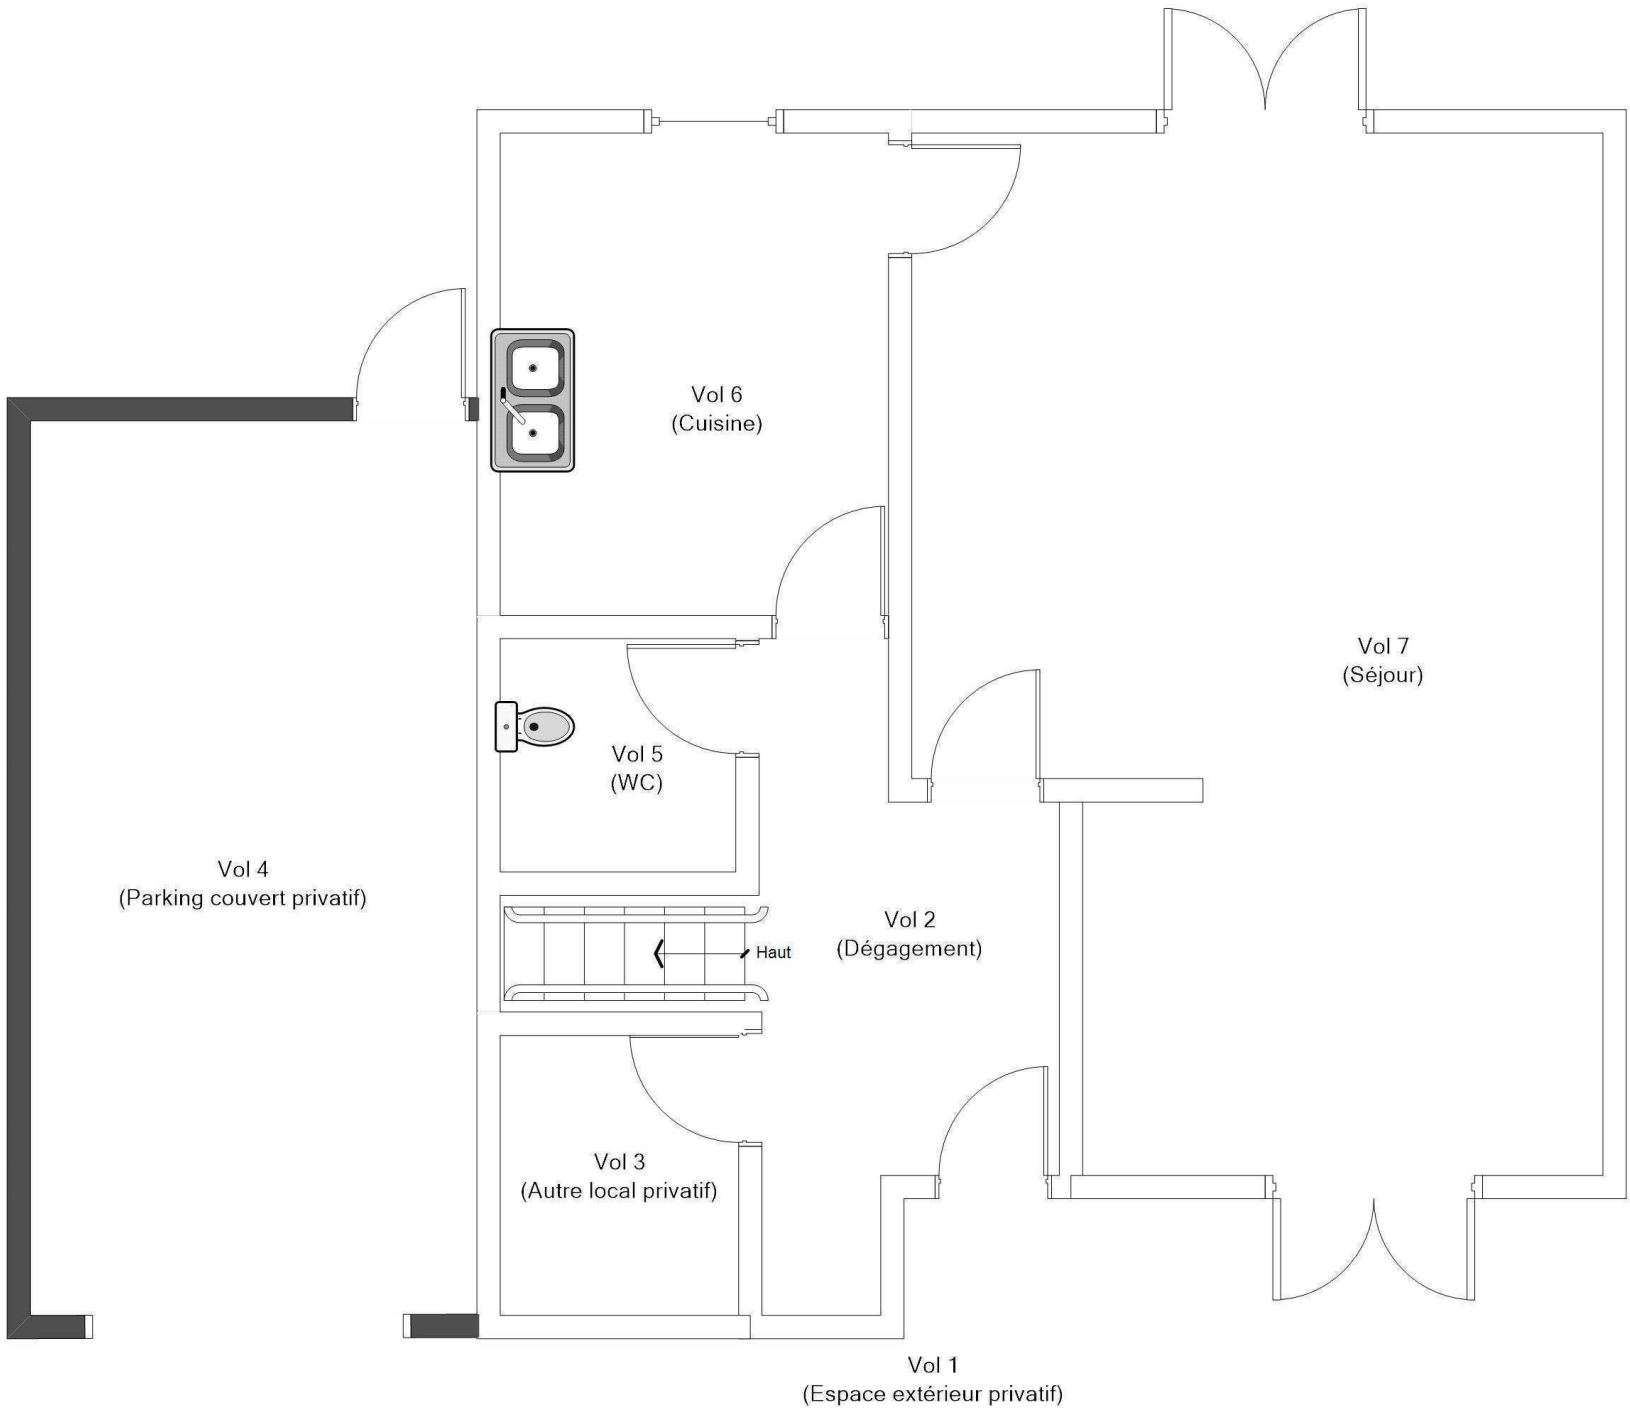 Vol 6
(Cuisine)
Vol 7
(Séjour)
Vol 5
(WC)
Vol 4
(Parking couvert privatif)
Vol 2
(Dégagement)
Haut
Vol 3
(Autre local privatif)
Vol 1
(Espace extérieur privatif)